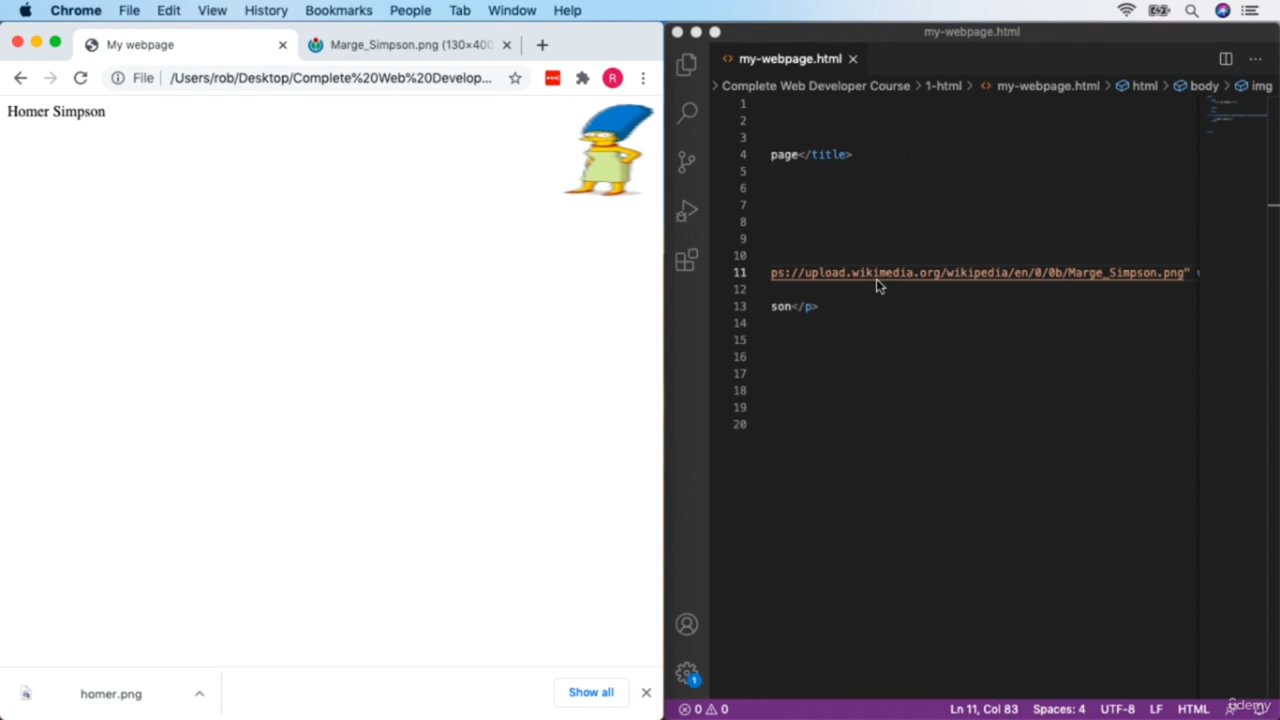 Chrome File Edit View History Bookmarks People Tab Window Help
My webpage
Marge_Simpson.png (130×400
File
/Users/rob/Desktop/Complete%20Web%20Develop...
R
Homer Simpson
homer.png
Show all
my-webpage.html
my-webpage.html
Complete Web Developer Course > 1-html > my-webpage.html > html > body > img
1
2
3
4 page</title>
5
6
7
8
9
10
11 ps://upload.wikimedia.org/wikipedia/en/0/0b/Marge_Simpson.png"
12
13 son</p>
14
15
16
17
18
19
20
1
0 0 Ln 11, Col 83 Spaces: 4 UTF-8 LF HTML
ûdemy